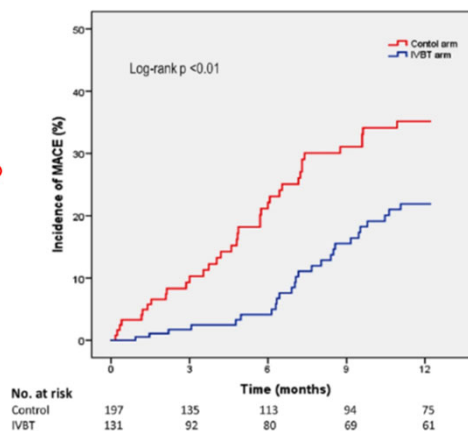 Contol arm
IVBT arm
Log-rank p <0.01
Incidence of MACE (%)
50
40
30
20
10
0
0 3 6 9 12
Time (months)
No. at risk
Control 197 135 113 94 75
IVBT 131 92 80 69 61